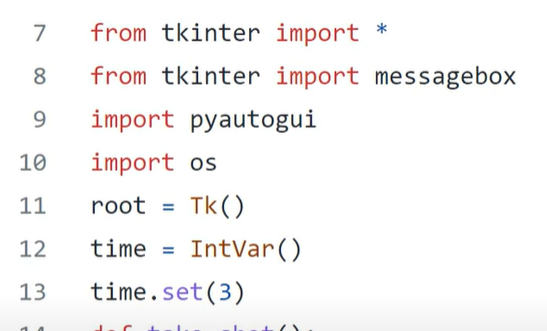 7 from tkinter import *
8 from tkinter import messagebox
9 import pyautogui
10 import os
11 root = Tk()
12 time = IntVar()
13 time.set(3)